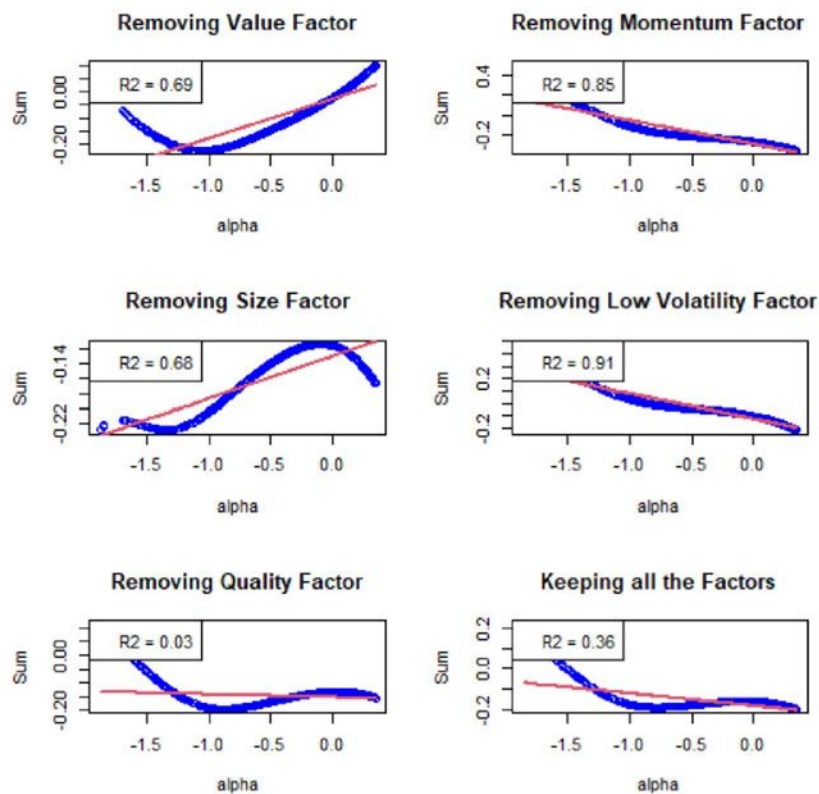 Removing Value Factor
R2 = 0.69
Sum
0.00
-0.20
-1.5 -1.0 -0.5 0.0
alpha
Removing Momentum Factor
R2 = 0.85
Sum
0.4
-0.2
-1.5 -1.0 -0.5 0.0
alpha
Removing Size Factor
R2 = 0.68
Sum
-0.14
-0.22
-1.5 -1.0 -0.5 0.0
alpha
Removing Low Volatility Factor
R2 = 0.91
Sum
0.2
-0.2
-1.5 -1.0 -0.5 0.0
alpha
Removing Quality Factor
R2 = 0.03
Sum
0.00
-0.20
-1.5 -1.0 -0.5 0.0
alpha
Keeping all the Factors
R2 = 0.36
Sum
0.2
0.0
-0.2
-1.5 -1.0 -0.5 0.0
alpha